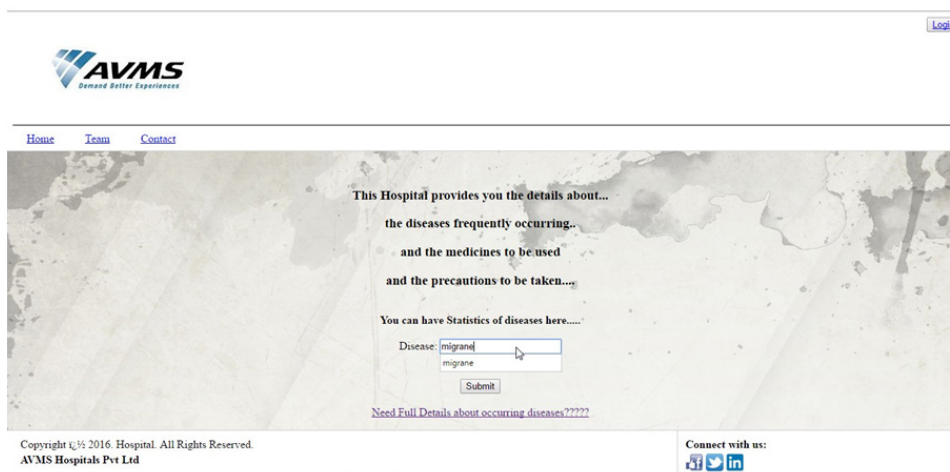 Logi
AVMS
Demand Better Experiences
Home Team Contact
This Hospital provides you the details about...
the diseases frequently occurring..
and the medicines to be used
and the precautions to be taken....
You can have Statistics of diseases here.....
Disease: migrane
migrane
Submit
Need Full Details about occurring diseases?????
Copyright ï¿½ 2016. Hospital. All Rights Reserved.
AVMS Hospitals Pvt Ltd
Connect with us: